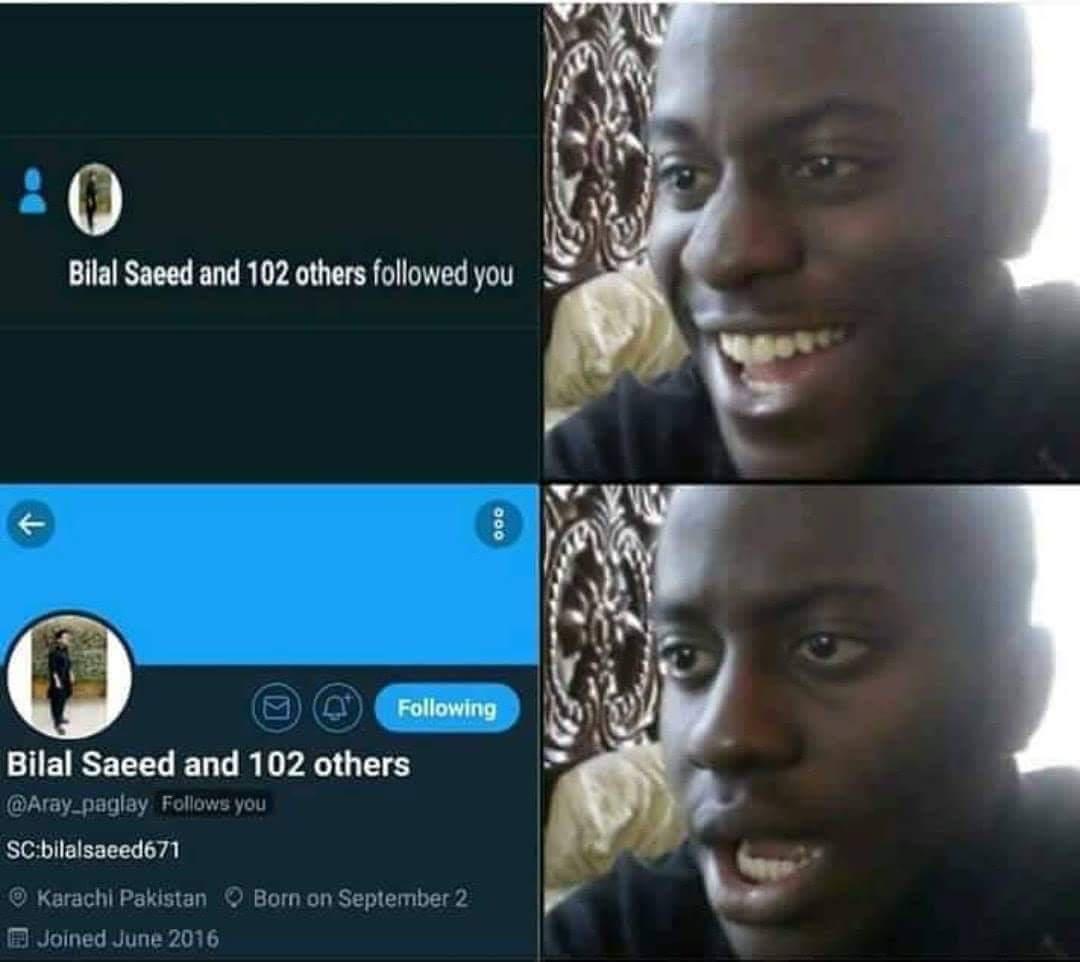 Bilal Saeed and 102 others followed you
Following
Bilal Saeed and 102 others
@Aray_paglay Follows you
SC:bilalsaeed671
Karachi Pakistan Born on September 2
Joined June 2016